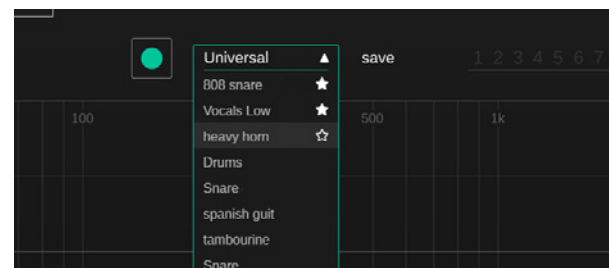 Universal save 1 2 3 4 5 6 7
808 snare
Vocals Low
100 500 1k
heavy horn
Drums
Snare
spanish guit
tambourine
Snare